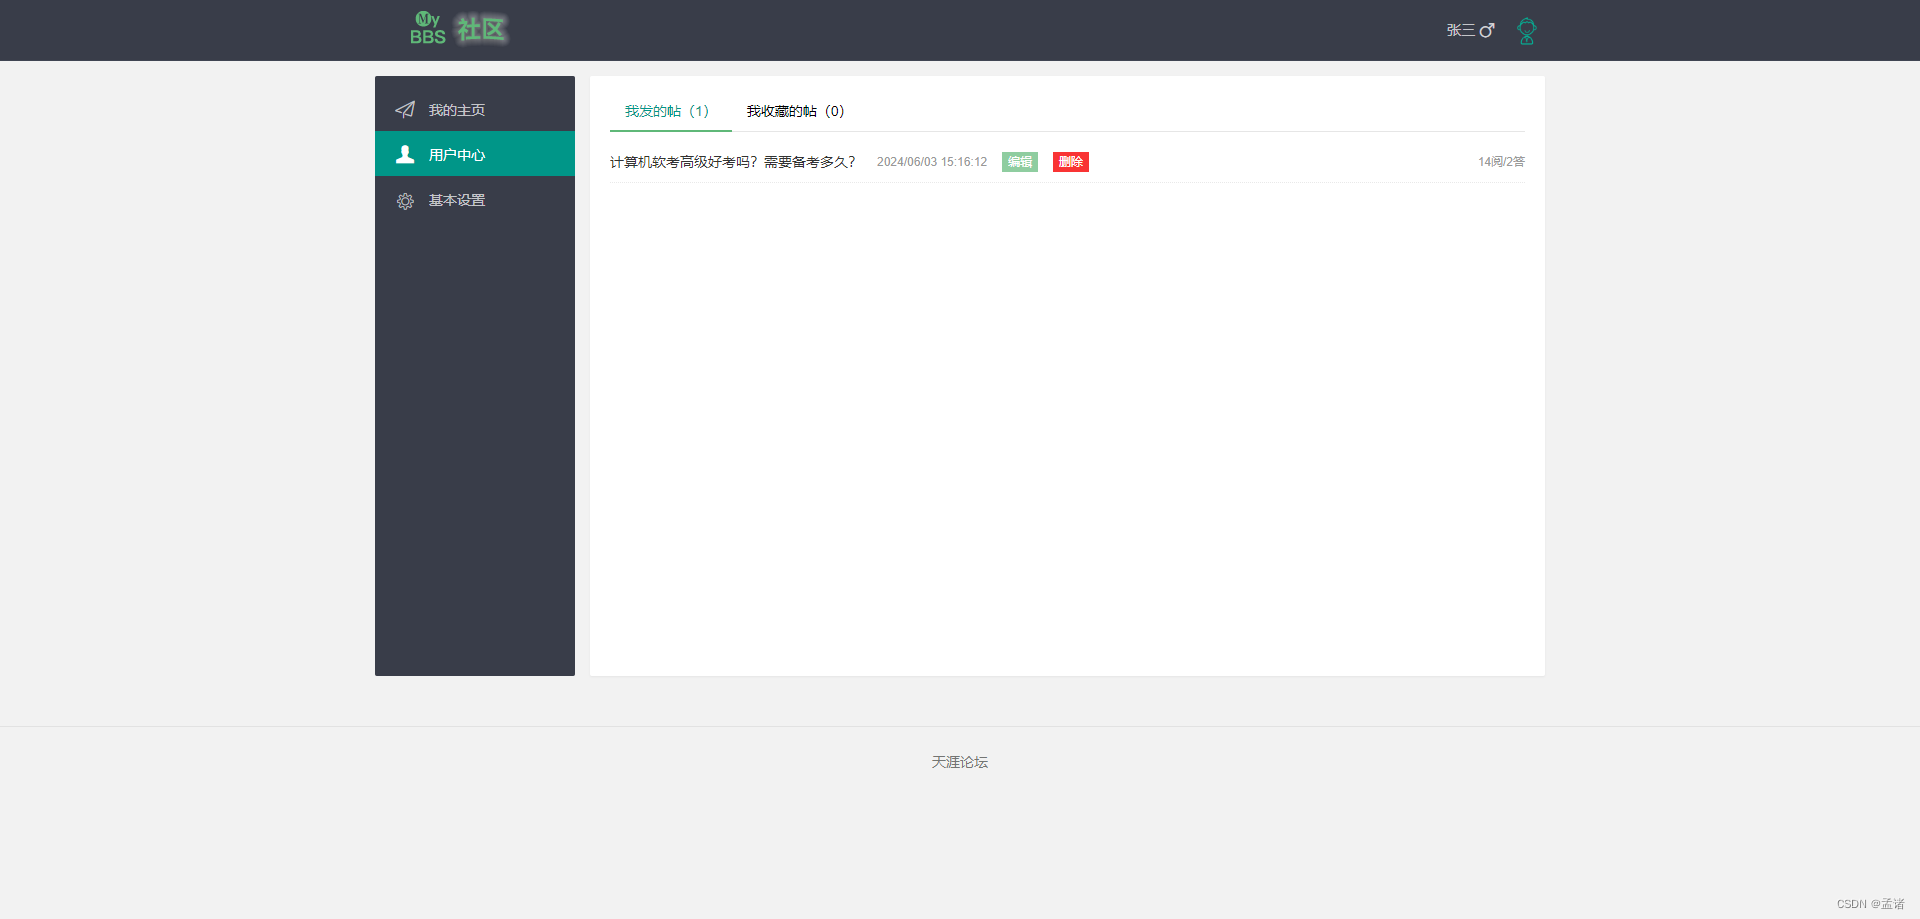 My
BBS 社区
张三
我的主页
用户中心
基本设置
我发的帖（1） 我收藏的帖（0）
计算机软考高级好考吗？需要备考多久？ 2024/06/03 15:16:12 编辑 删除 14阅/2答
天涯论坛
CSDN @孟诸